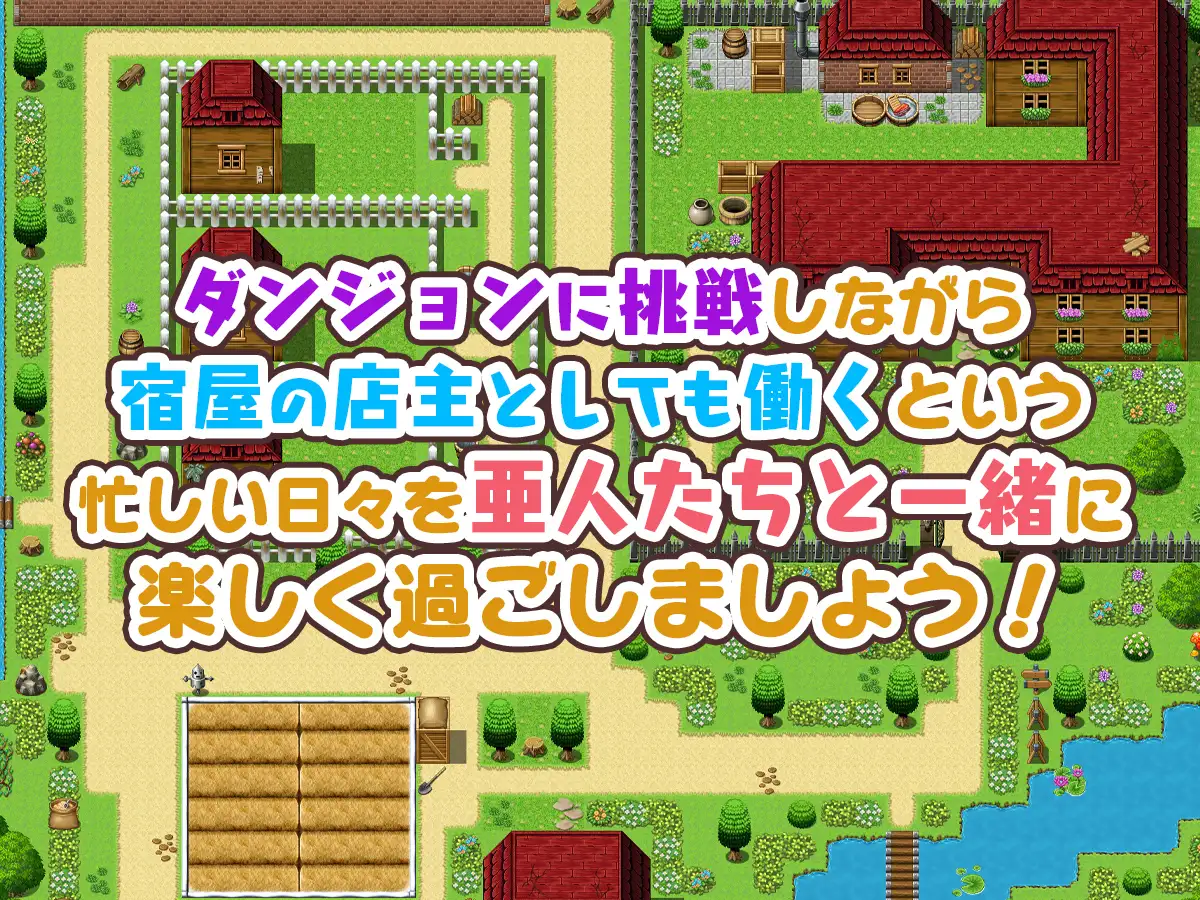 ダンジョンに挑戦しながら
宿屋の店主としても働くという
忙しい日々を亜人たちと一緒に
楽しく過ごしましょう！